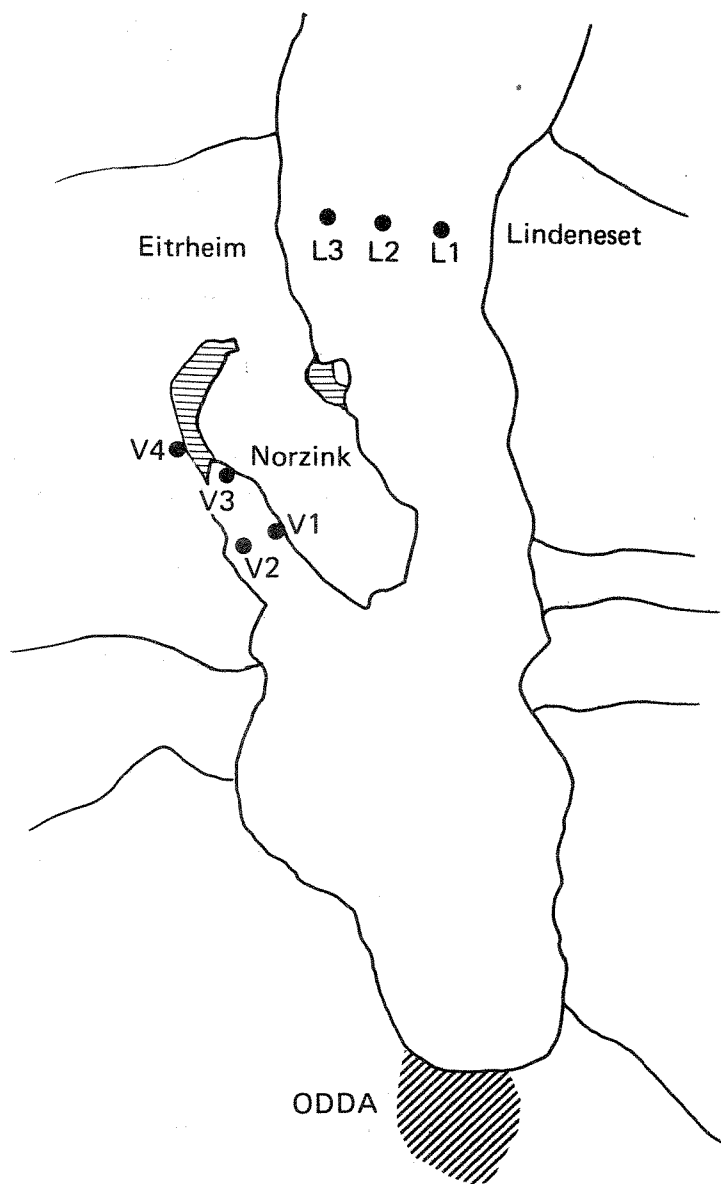 Eitrheim
L3
L2
L1
Lindeneset
V4
Norzink
V3
V1
V2
ODDA